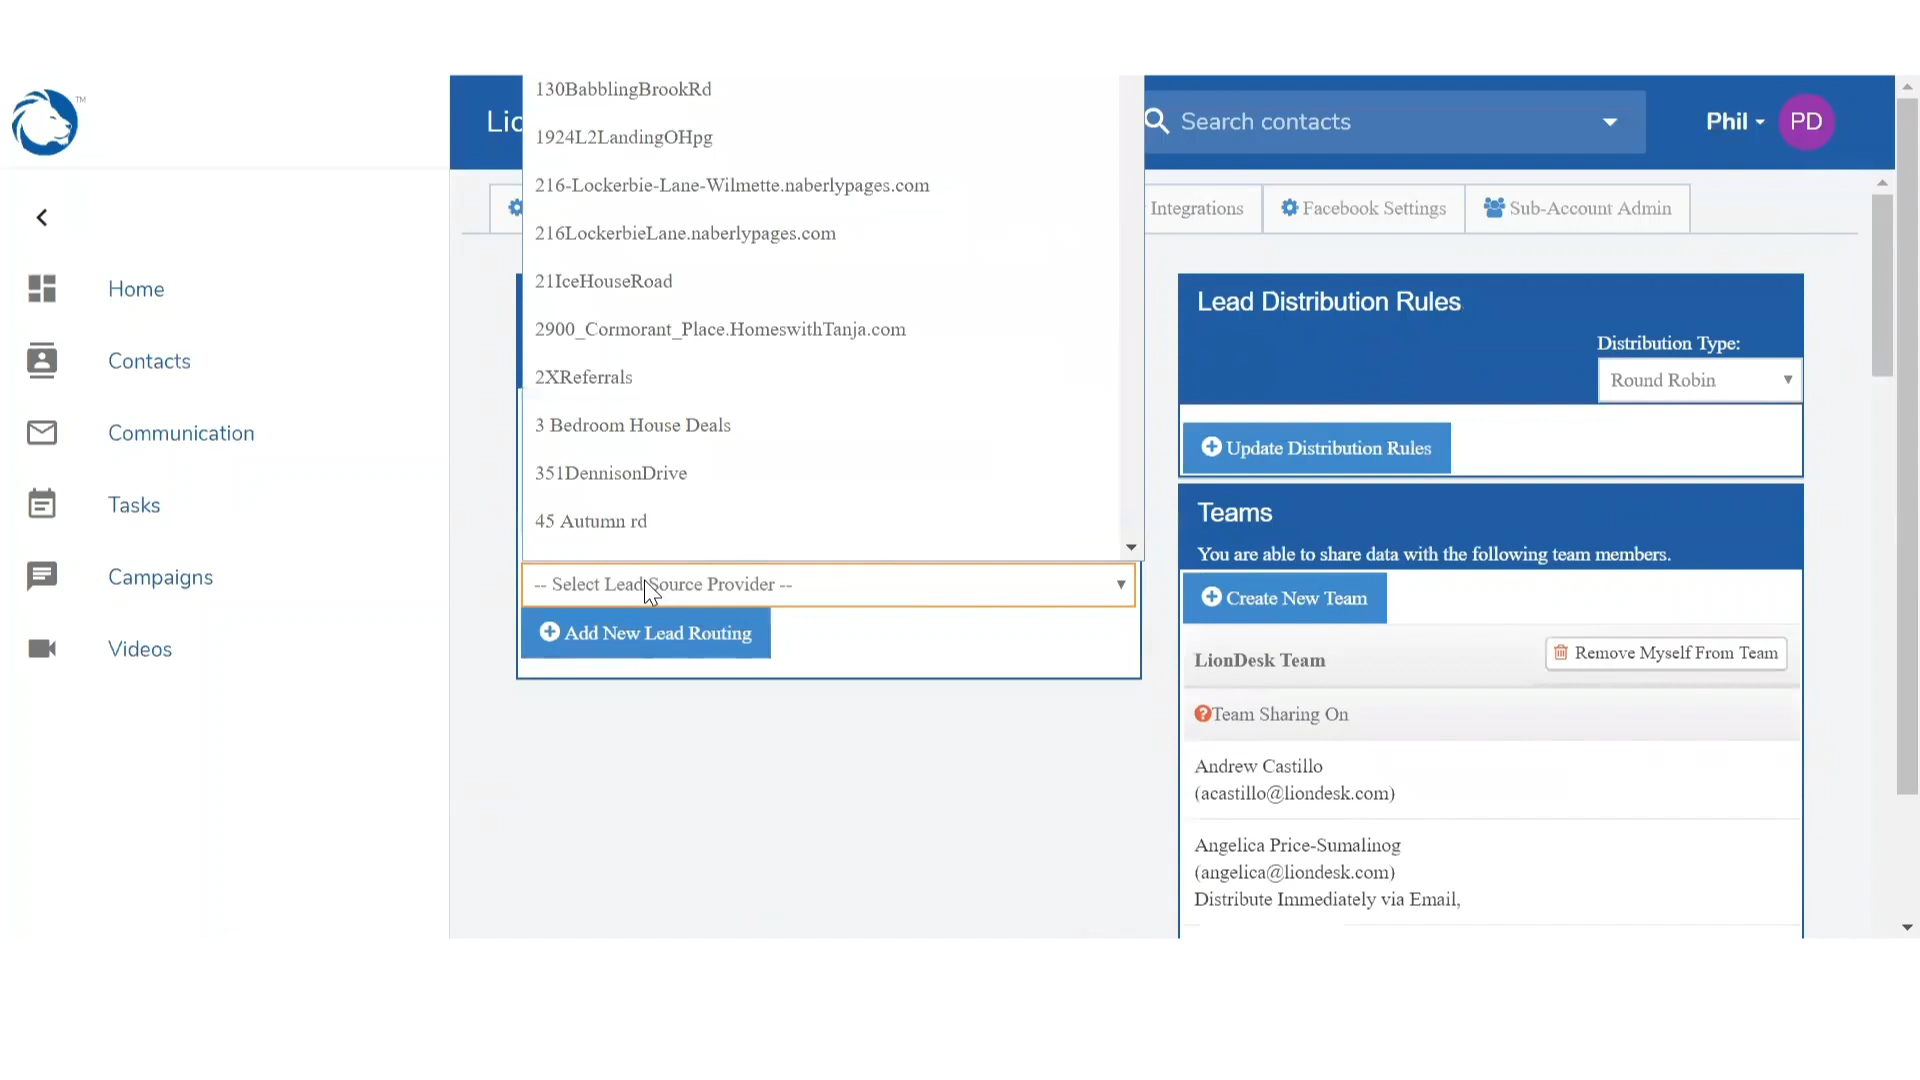 TM
Lio
Search contacts
Phil
PD
Home
Contacts
Communication
Tasks
Campaigns
Videos
130BabblingBrookRd
1924L2LandingOHpg
216-Lockerbie-Lane-Wilmette.naberlypages.com
216LockerbieLane.naberlypages.com
21IceHouseRoad
2900_Cormorant_Place.HomeswithTanja.com
2XReferrals
3 Bedroom House Deals
351DennisonDrive
45 Autumn rd
-- Select Lead Source Provider --
Add New Lead Routing
Integrations
Facebook Settings
Sub-Account Admin
Lead Distribution Rules
Distribution Type:
Round Robin
Update Distribution Rules
Teams
You are able to share data with the following team members.
Create New Team
LionDesk Team
Remove Myself From Team
Team Sharing On
Andrew Castillo
(acastillo@liondesk.com)
Angelica Price-Sumalinog
(angelica@liondesk.com)
Distribute Immediately via Email,